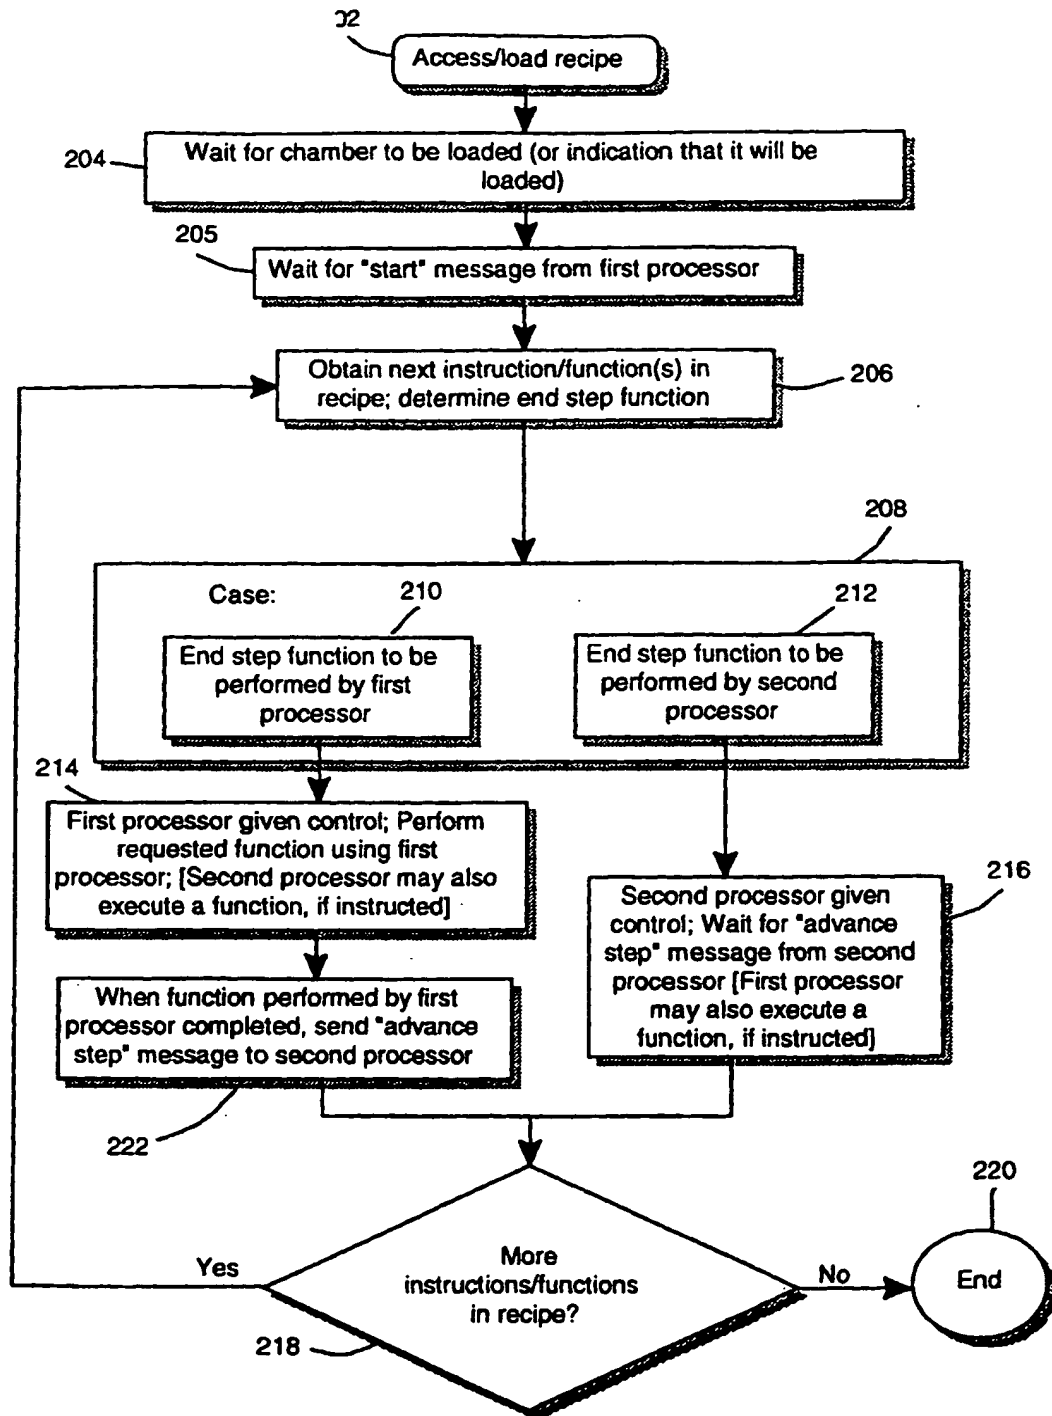 02
Access/load recipe
204
Wait for chamber to be loaded (or indication that it will be
loaded)
205
Wait for "start" message from first processor
Obtain next instruction/function(s) in
recipe; determine end step function
206
208
Case:
210
212
End step function to be
performed by first
processor
End step function to be
performed by second
processor
214
First processor given control; Perform
requested function using first
processor; [Second processor may also
execute a function, if instructed]
216
Second processor given
control; Wait for "advance
step" message from second
processor [First processor
may also execute a
function, if instructed]
When function performed by first
processor completed, send "advance
step" message to second processor
222
More
instructions/functions
in recipe?
218
Yes
No
220
End